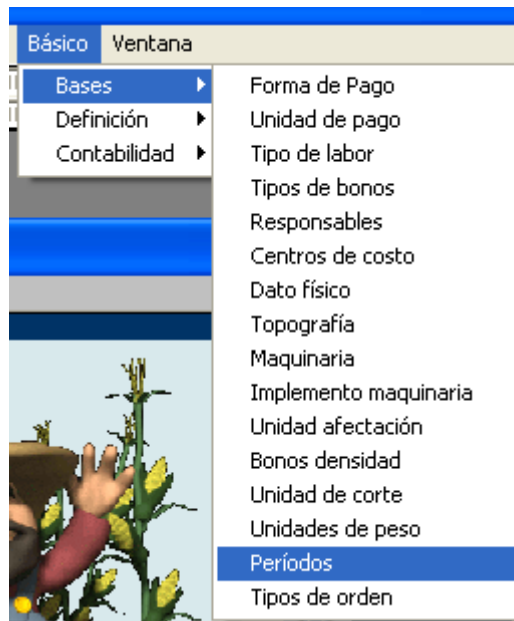 Básico Ventana
Bases
Definición
Contabilidad
Forma de Pago
Unidad de pago
Tipo de labor
Tipos de bonos
Responsables
Centros de costo
Dato físico
Topografía
Maquinaria
Implemento maquinaria
Unidad afectación
Bonos densidad
Unidad de corte
Unidades de peso
Períodos
Tipos de orden